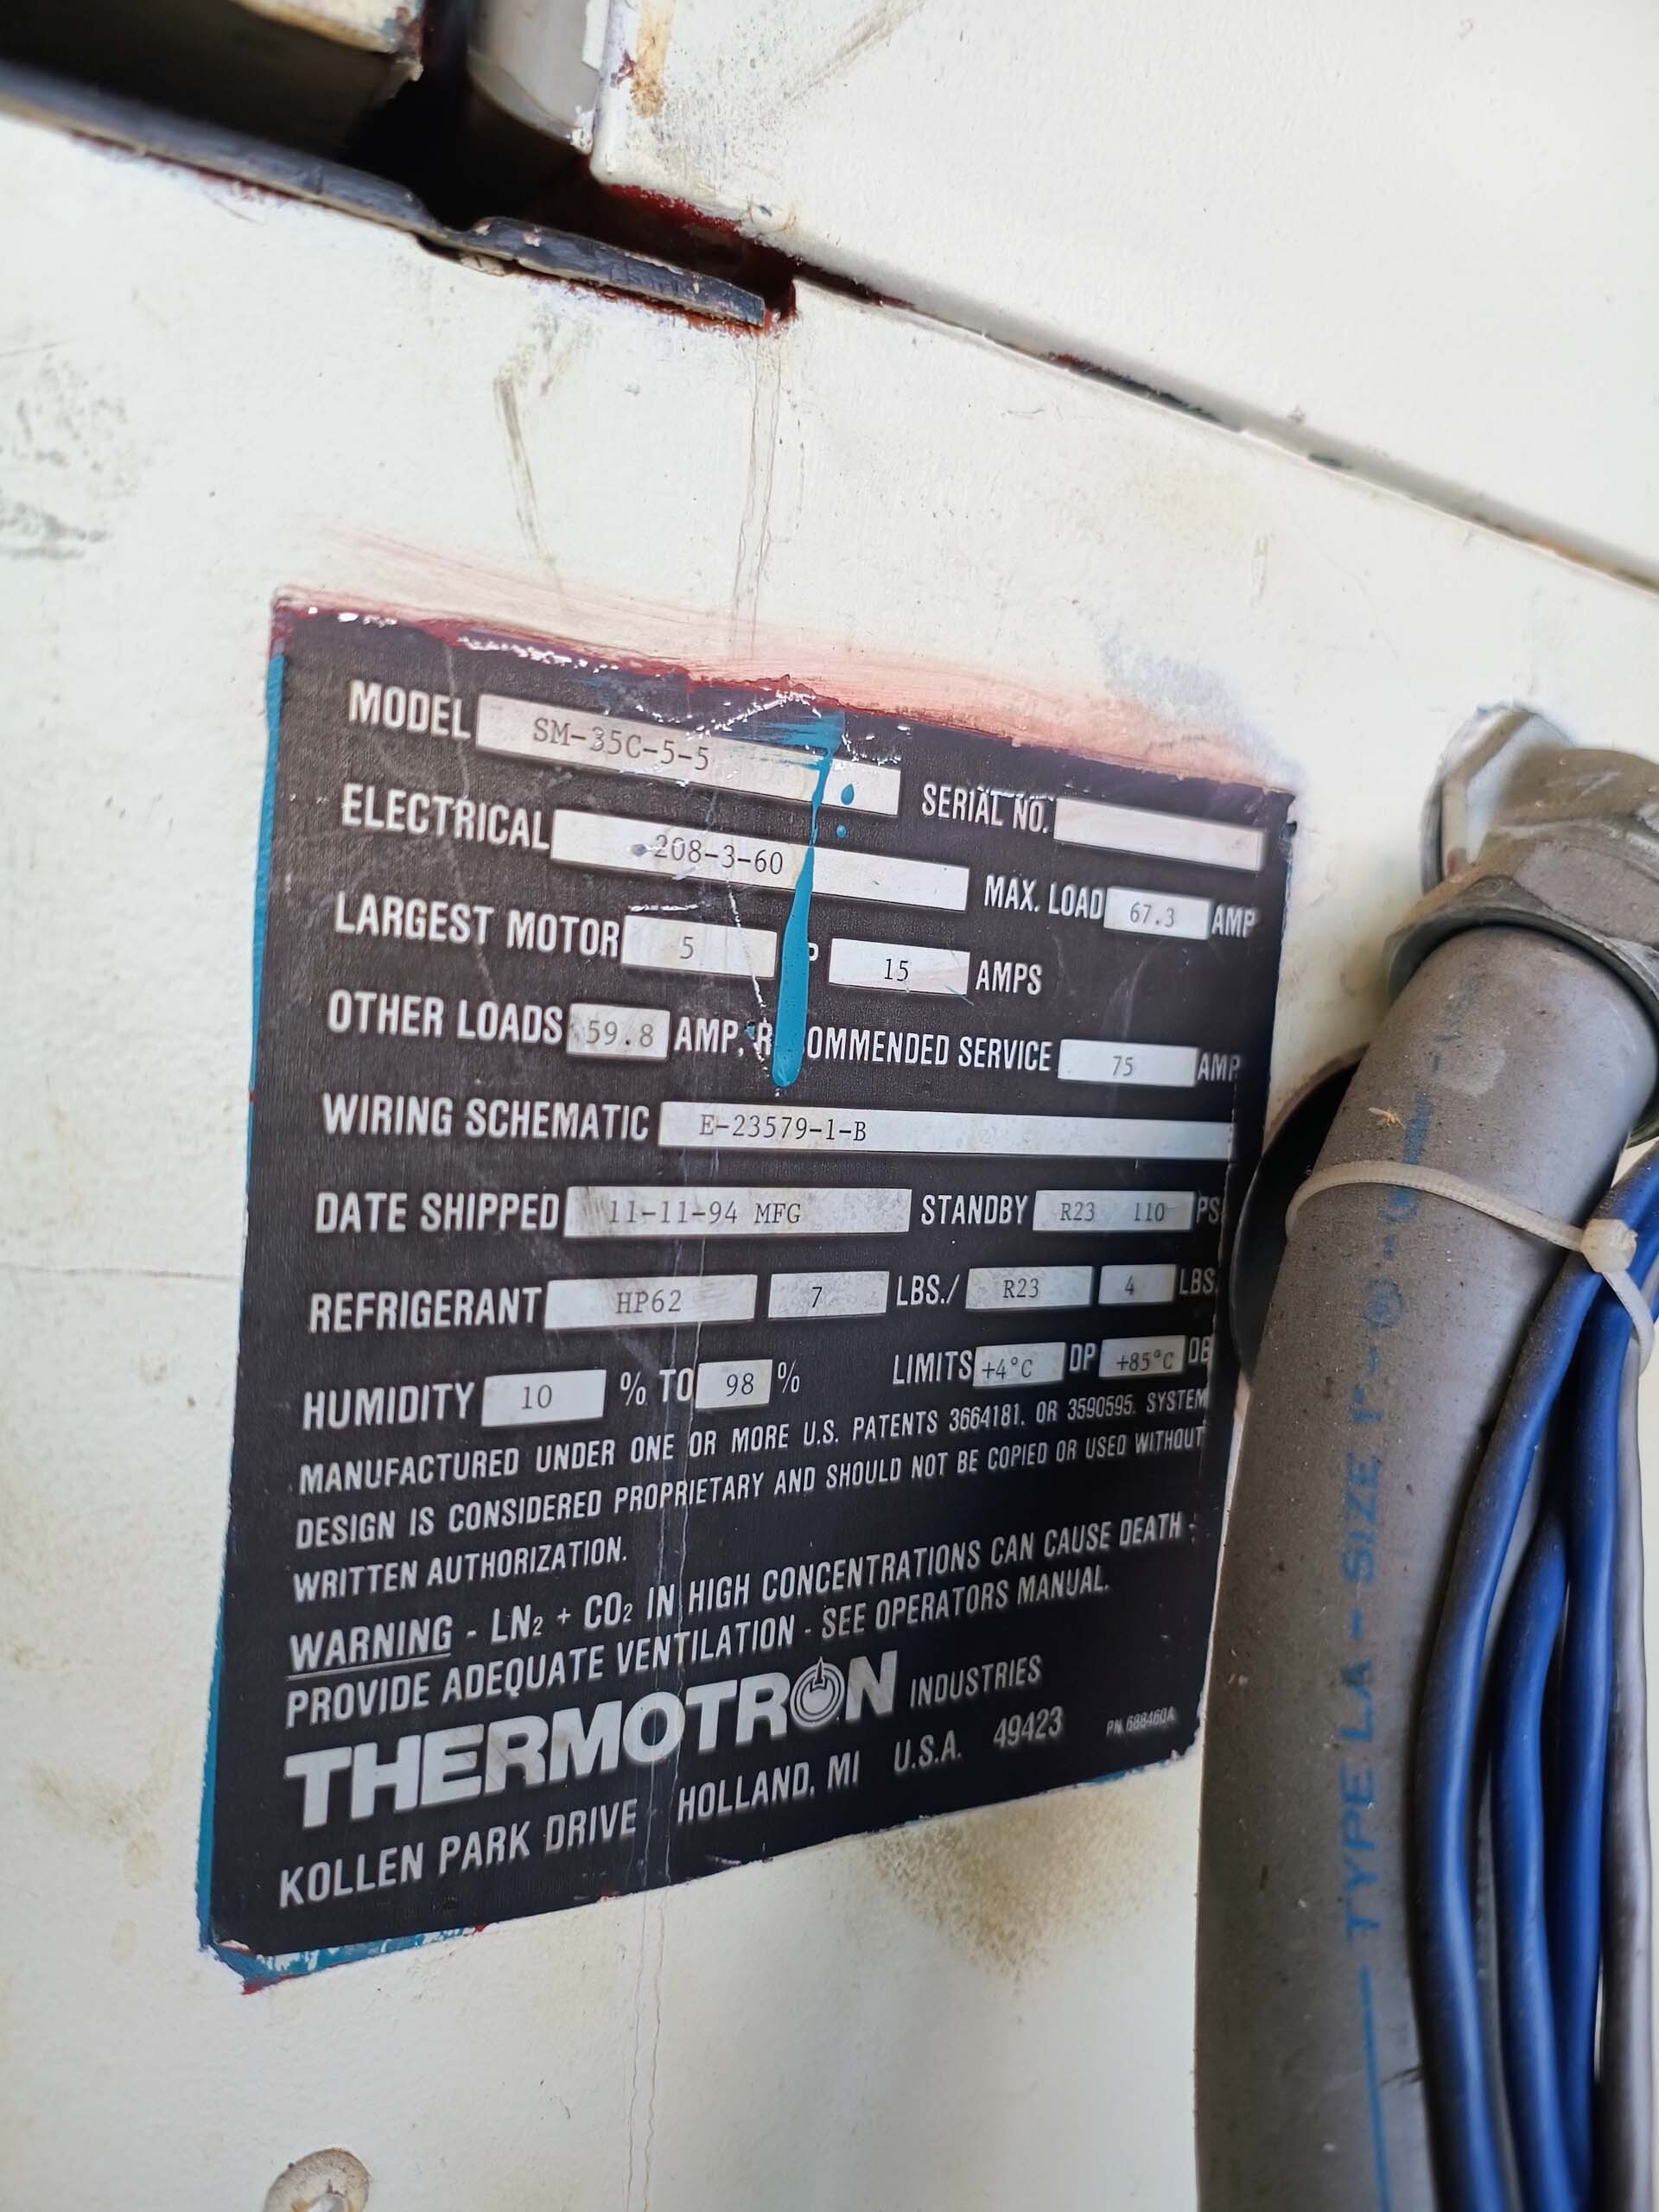 MODEL SM-35C-5-5 SERIAL NO.
ELECTRICAL 208-3-60 MAX. LOAD 67.3 AMP
LARGEST MOTOR 5 P 15 AMPS
OTHER LOADS 59.8 AMP. R OMMENDED SERVICE 75 AMP
WIRING SCHEMATIC E-23579-1-B
DATE SHIPPED 11-11-94 MFG STANDBY R23 110 PS
REFRIGERANT HP62 7 LBS./ R23 4 LBS.
HUMIDITY 10 % TO 98 % LIMITS +4°C DP +85°C DB
MANUFACTURED UNDER ONE OR MORE U.S. PATENTS 3664181. OR 3590595. SYSTEM
DESIGN IS CONSIDERED PROPRIETARY AND SHOULD NOT BE COPIED OR USED WITHOUT
WRITTEN AUTHORIZATION.
WARNING - LN₂ + CO₂ IN HIGH CONCENTRATIONS CAN CAUSE DEATH -
PROVIDE ADEQUATE VENTILATION - SEE OPERATORS MANUAL.
THERMOTRON INDUSTRIES
KOLLEN PARK DRIVE HOLLAND, MI U.S.A. 49423 PN 688460A
TYPE LA - SIZE 1"